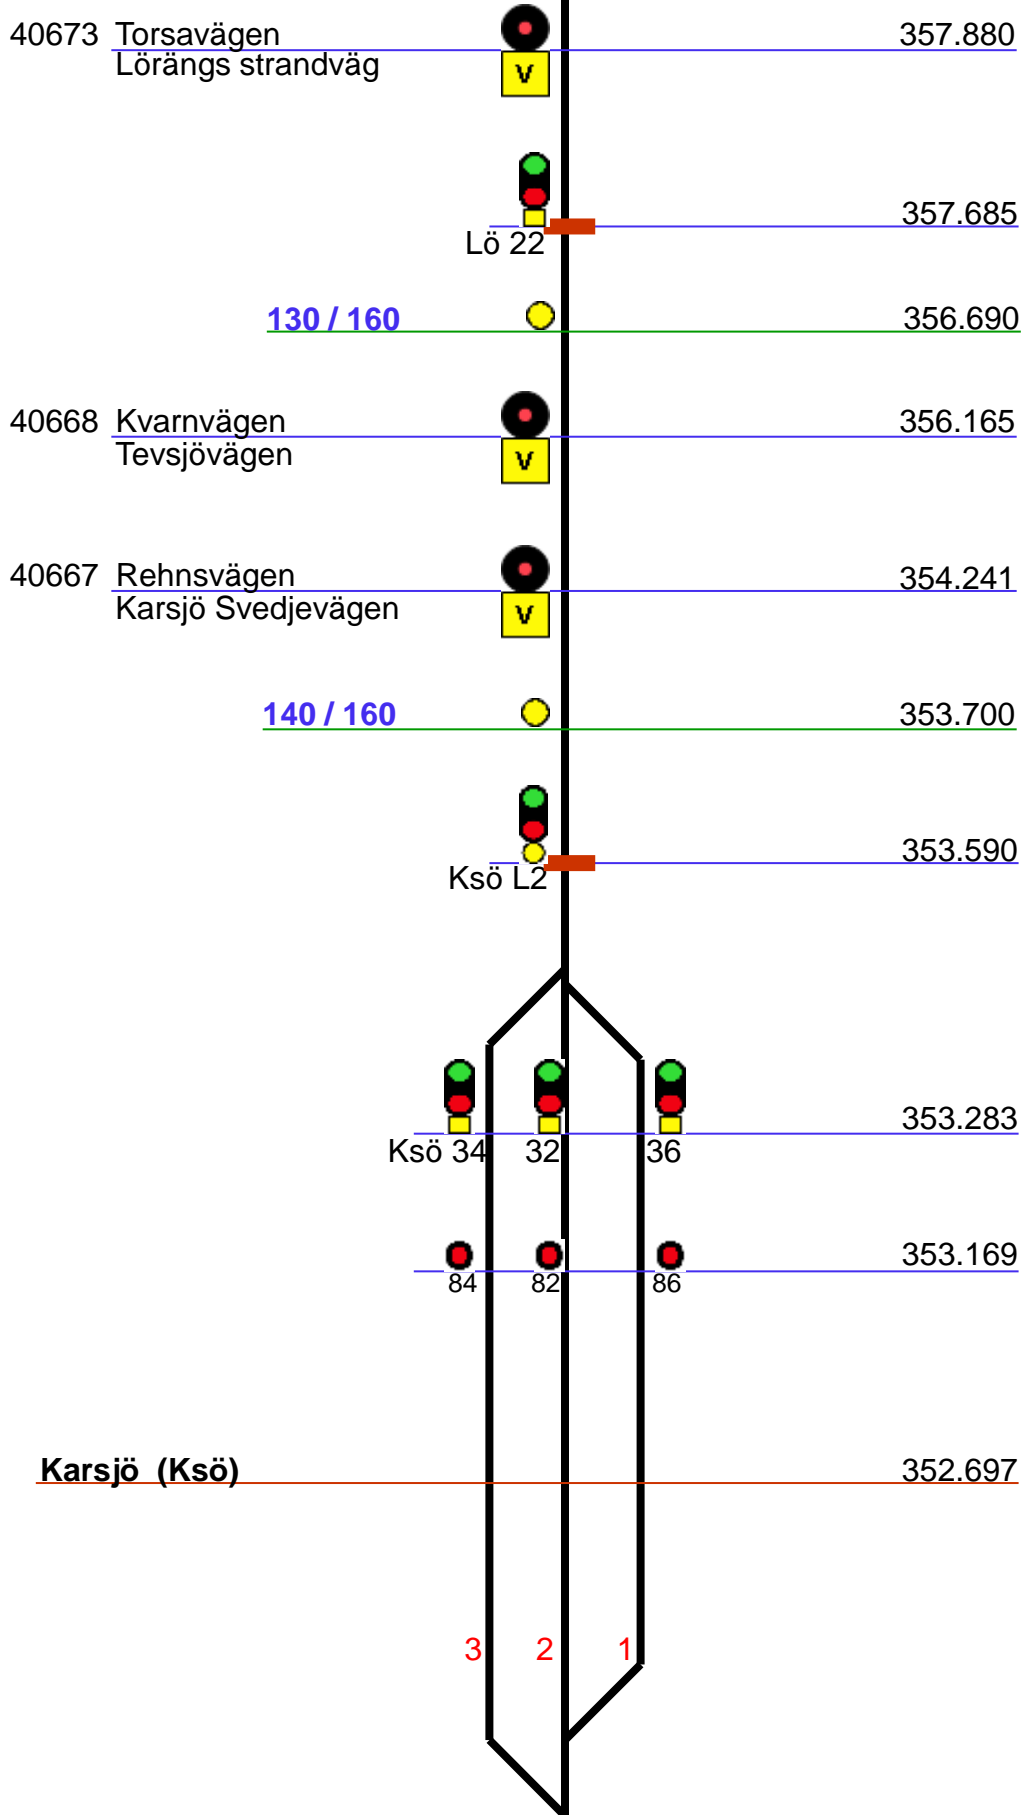 40673 Torsavägen 357.880
Lörängs strandväg
V
357.685
Lö 22
130 / 160 356.690
40668 Kvarnvägen 356.165
Tevsjövägen
V
40667 Rehnsvägen 354.241
Karsjö Svedjevägen
V
140 / 160 353.700
353.590
Ksö L2
353.283
Ksö 34 32 36
353.169
84 82 86
Karsjö (Ksö) 352.697
3 2 1